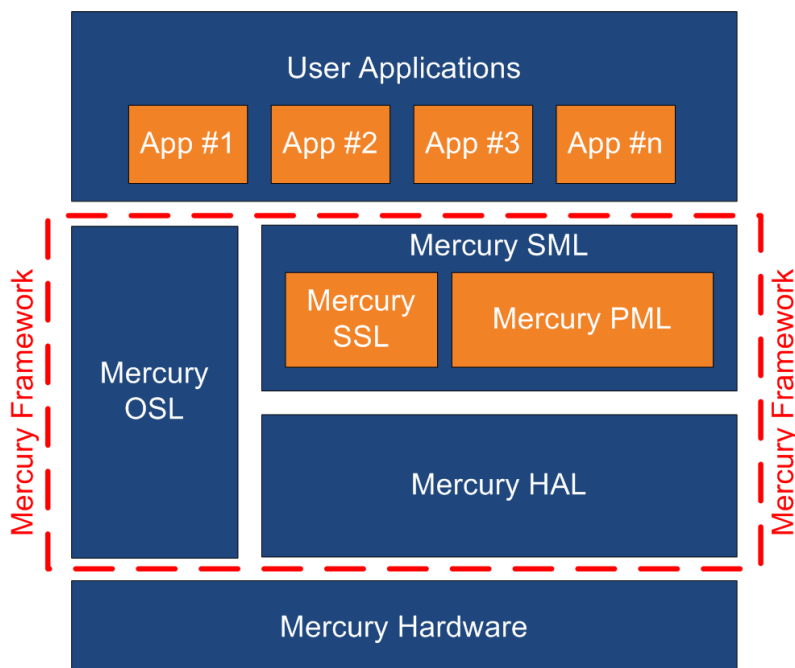 User Applications
App #1
App #2
App #3
App #n
Mercury Framework
Mercury
OSL
Mercury SML
Mercury
SSL
Mercury PML
Mercury HAL
Mercury Framework
Mercury Hardware